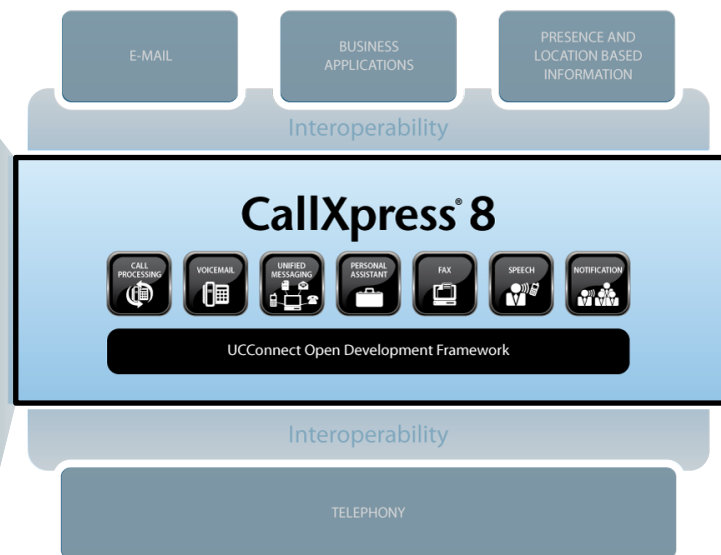 E-MAIL
BUSINESS
APPLICATIONS
PRESENCE AND
LOCATION BASED
INFORMATION
Interoperability
CallXpress® 8
CALL
PROCESSING
VOICEMAIL
UNIFIED
MESSAGING
PERSONAL
ASSISTANT
FAX
SPEECH
NOTIFICATION
UCConnect Open Development Framework
Interoperability
TELEPHONY